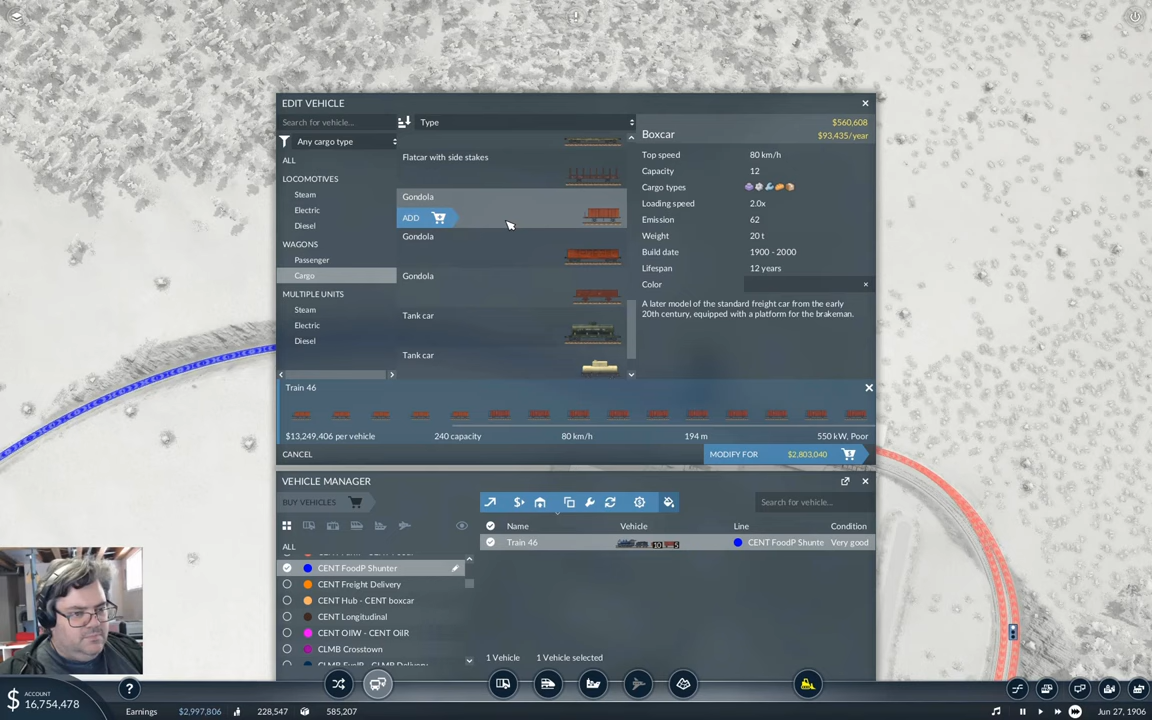 EDIT VEHICLE
Search for vehicle...
Type
Any cargo type
ALL
LOCOMOTIVES
Steam
Electric
Diesel
WAGONS
Passenger
Cargo
MULTIPLE UNITS
Steam
Electric
Diesel
Flatcar with side stakes
Gondola
ADD
Gondola
Gondola
Tank car
Tank car
$560,608
Boxcar
$93,435/year
Top speed 80 km/h
Capacity 12
Cargo types
Loading speed 2.0x
Emission 62
Weight 20 t
Build date 1900 - 2000
Lifespan 12 years
Color
A later model of the standard freight car from the early
20th century, equipped with a platform for the brakeman.
Train 46
$13,249,406 per vehicle 240 capacity 80 km/h 194 m 550 kW, Poor
CANCEL MODIFY FOR $2,803,040
VEHICLE MANAGER
BUY VEHICLES
Search for vehicle...
ALL
Name Vehicle Line Condition
Train 46 10 5 CENT FoodP Shunte Very good
CENT FoodP Shunter
CENT Freight Delivery
CENT Hub - CENT boxcar
CENT Longitudinal
CENT OilW - CENT OilR
CLMB Crosstown
1 Vehicle 1 Vehicle selected
$ ACCOUNT
16,754,478
Earnings $2,997,806 228,547 585,207
Jun 27, 1906